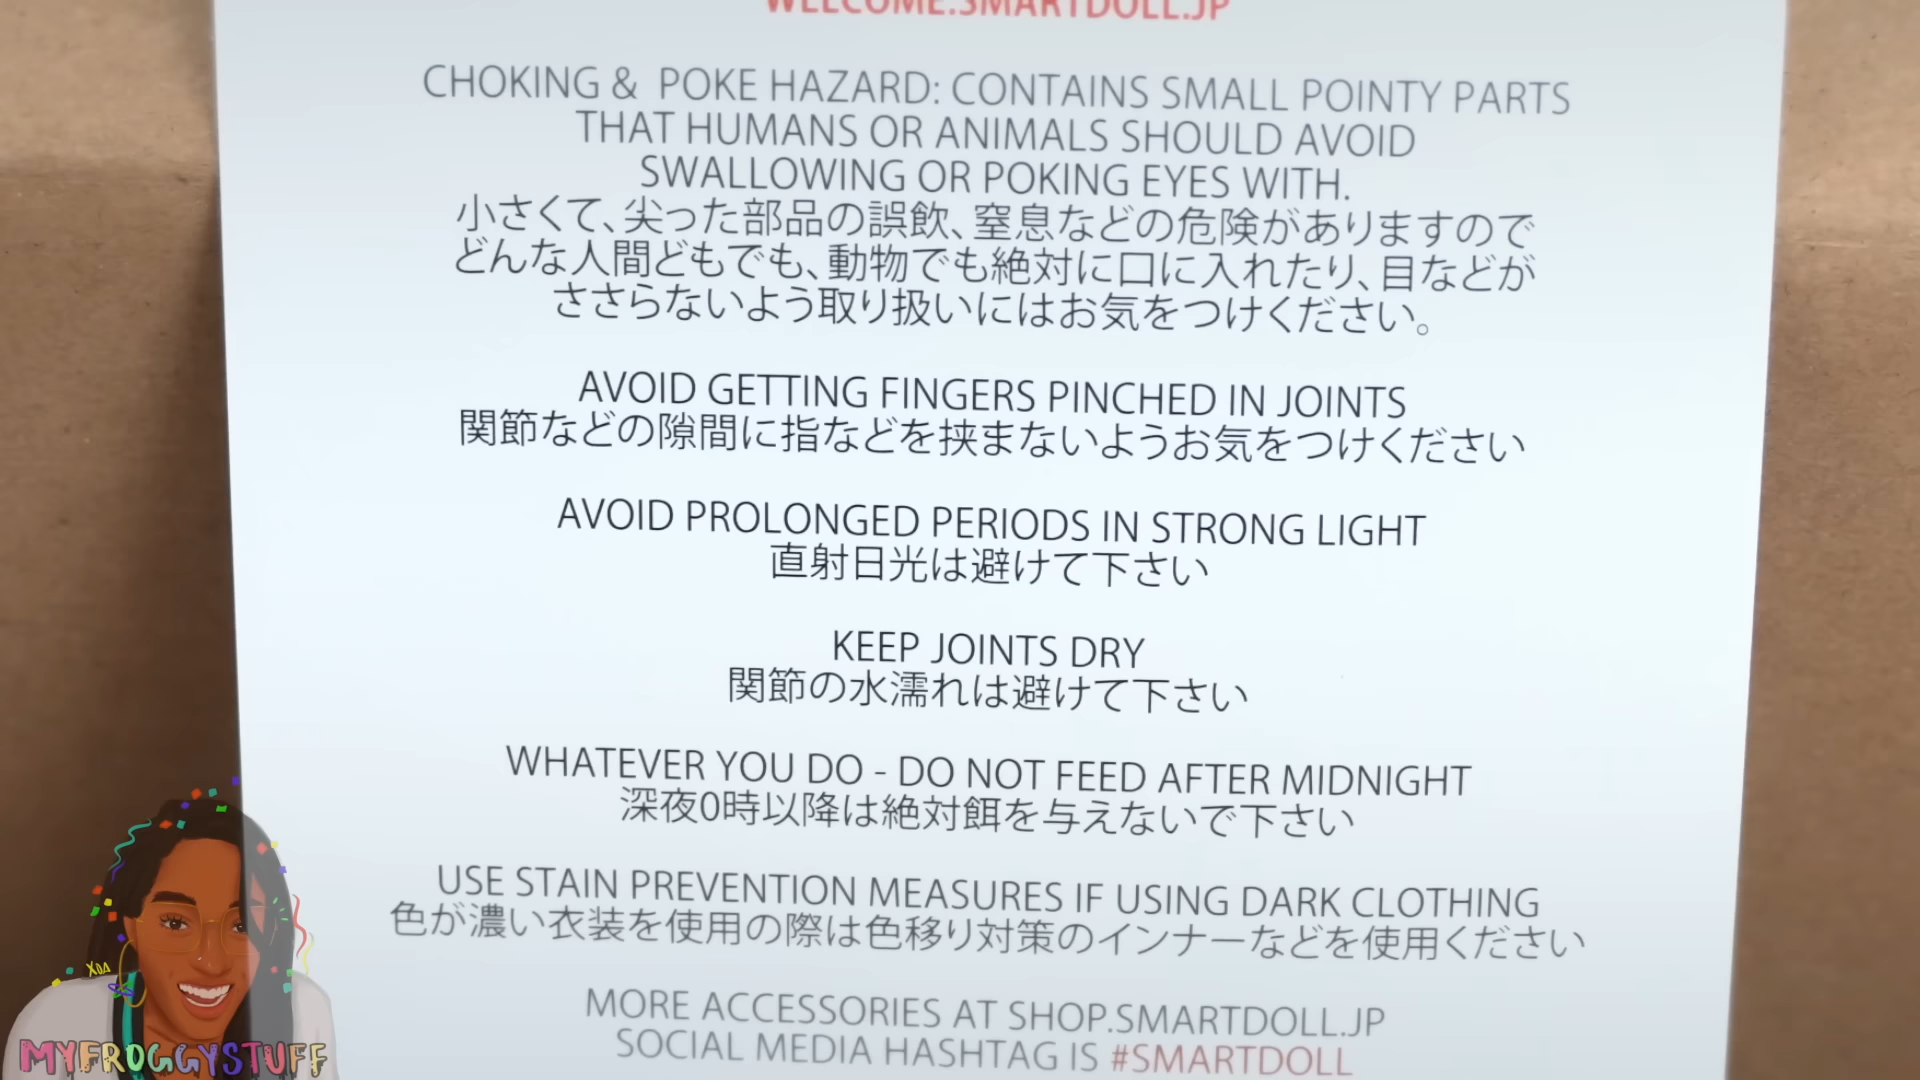 WELCOME.SMARTDOLL.JP
CHOKING & POKE HAZARD: CONTAINS SMALL POINTY PARTS
THAT HUMANS OR ANIMALS SHOULD AVOID
SWALLOWING OR POKING EYES WITH.
小さくて、尖った部品の誤飲、窒息などの危険がありますので
どんな人間どもでも、動物でも絶対に口に入れたり、目などが
ささらないよう取り扱いにはお気をつけください。
AVOID GETTING FINGERS PINCHED IN JOINTS
関節などの隙間に指などを挟まないようお気をつけください
AVOID PROLONGED PERIODS IN STRONG LIGHT
直射日光は避けて下さい
KEEP JOINTS DRY
関節の水濡れは避けて下さい
WHATEVER YOU DO - DO NOT FEED AFTER MIDNIGHT
深夜0時以降は絶対餌を与えないで下さい
USE STAIN PREVENTION MEASURES IF USING DARK CLOTHING
色が濃い衣装を使用の際は色移り対策のインナーなどを使用ください
MORE ACCESSORIES AT SHOP.SMARTDOLL.JP
SOCIAL MEDIA HASHTAG IS #SMARTDOLL
MYFROGGYSTUFF